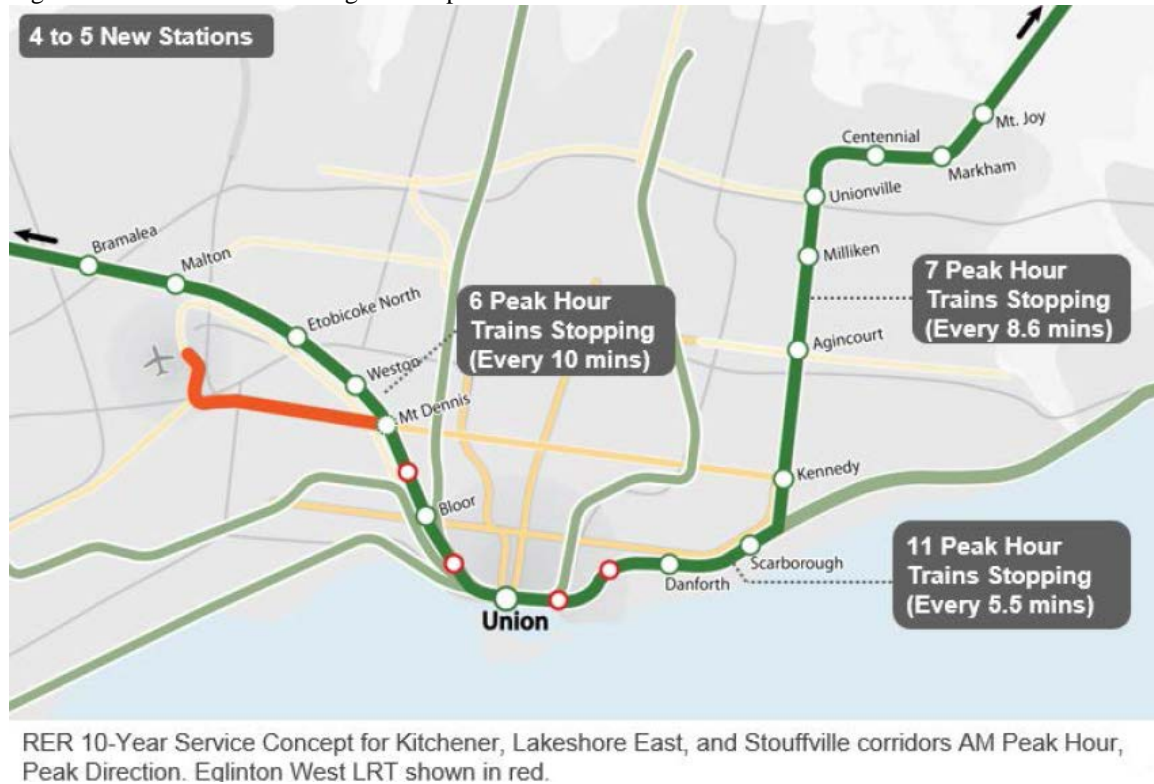 4 to 5 New Stations
Mt. Joy
Centennial
Markham
Unionville
Bramalea
Malton
Milliken
7 Peak Hour
Trains Stopping
(Every 8.6 mins)
Etobicoke North
6 Peak Hour
Trains Stopping
(Every 10 mins)
Agincourt
Weston
Mt Dennis
Kennedy
Bloor
11 Peak Hour
Trains Stopping
(Every 5.5 mins)
Scarborough
Danforth
Union
RER 10-Year Service Concept for Kitchener, Lakeshore East, and Stouffville corridors AM Peak Hour,
Peak Direction. Eglinton West LRT shown in red.